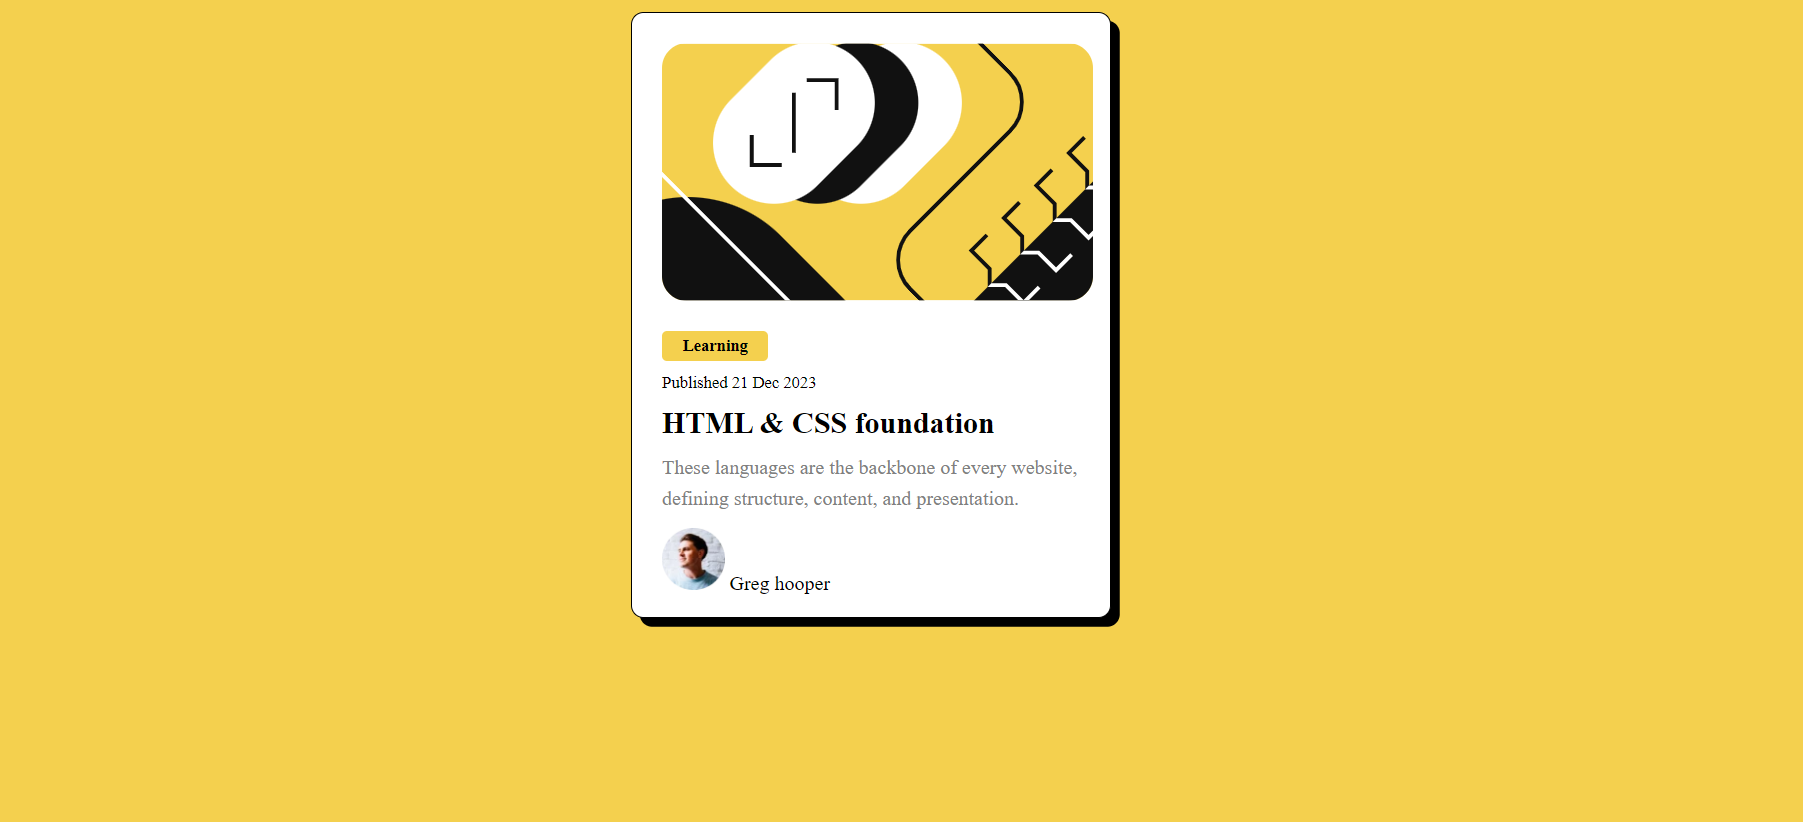 Learning
Published 21 Dec 2023
HTML & CSS foundation
These languages are the backbone of every website,
defining structure, content, and presentation.
Greg hooper